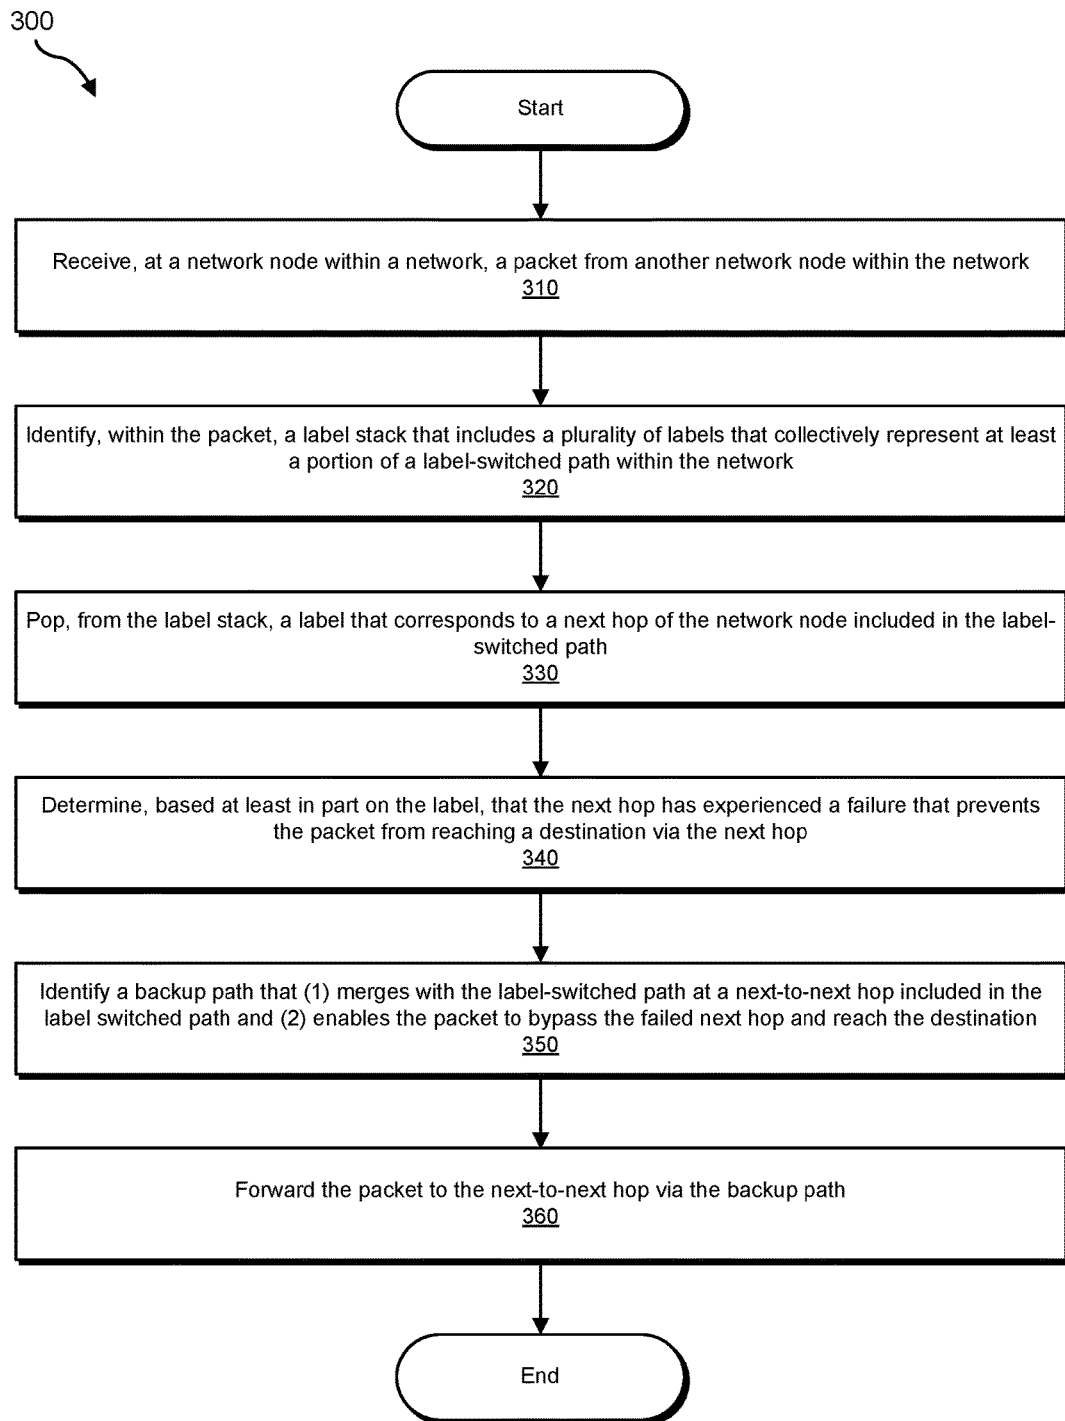 300
Start
Receive, at a network node within a network, a packet from another network node within the network
310
Identify, within the packet, a label stack that includes a plurality of labels that collectively represent at least
a portion of a label-switched path within the network
320
Pop, from the label stack, a label that corresponds to a next hop of the network node included in the label-
switched path
330
Determine, based at least in part on the label, that the next hop has experienced a failure that prevents
the packet from reaching a destination via the next hop
340
Identify a backup path that (1) merges with the label-switched path at a next-to-next hop included in the
label switched path and (2) enables the packet to bypass the failed next hop and reach the destination
350
Forward the packet to the next-to-next hop via the backup path
360
End